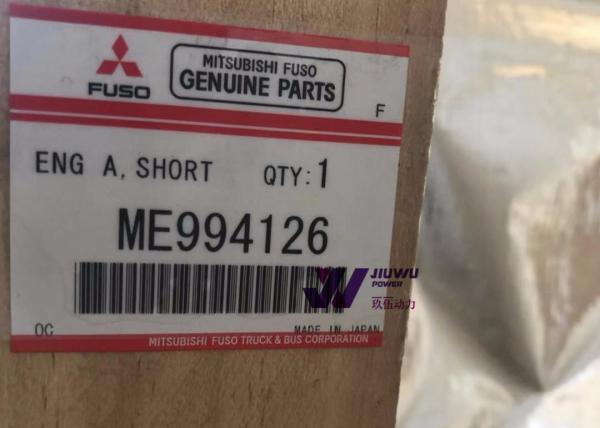 FUSO
MITSUBISHI FUSO
GENUINE PARTS
F
ENG A, SHORT QTY:1
ME994126
JIUWU
POWER
玖伍动力
OC
MADE IN JAPAN
MITSUBISHI FUSO TRUCK & BUS CORPORATION